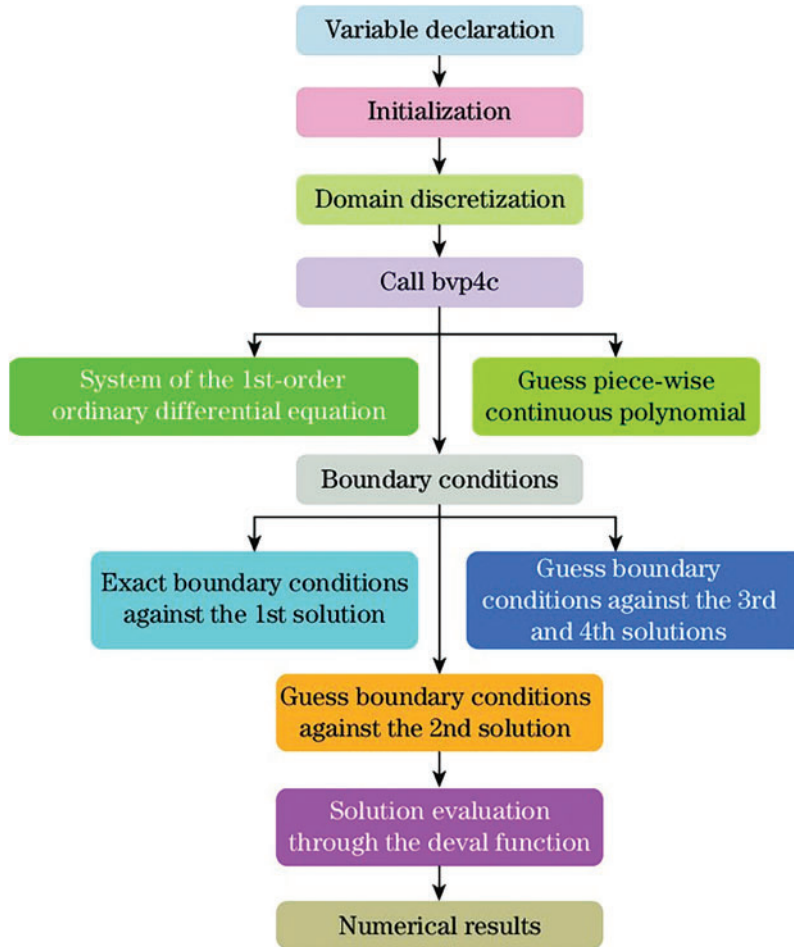 Variable declaration
Initialization
Domain discretization
Call bvp4c
System of the 1st-order
ordinary differential equation
Guess piece-wise
continuous polynomial
Boundary conditions
Exact boundary conditions
against the 1st solution
Guess boundary
conditions against the 3rd
and 4th solutions
Guess boundary conditions
against the 2nd solution
Solution evaluation
through the deval function
Numerical results